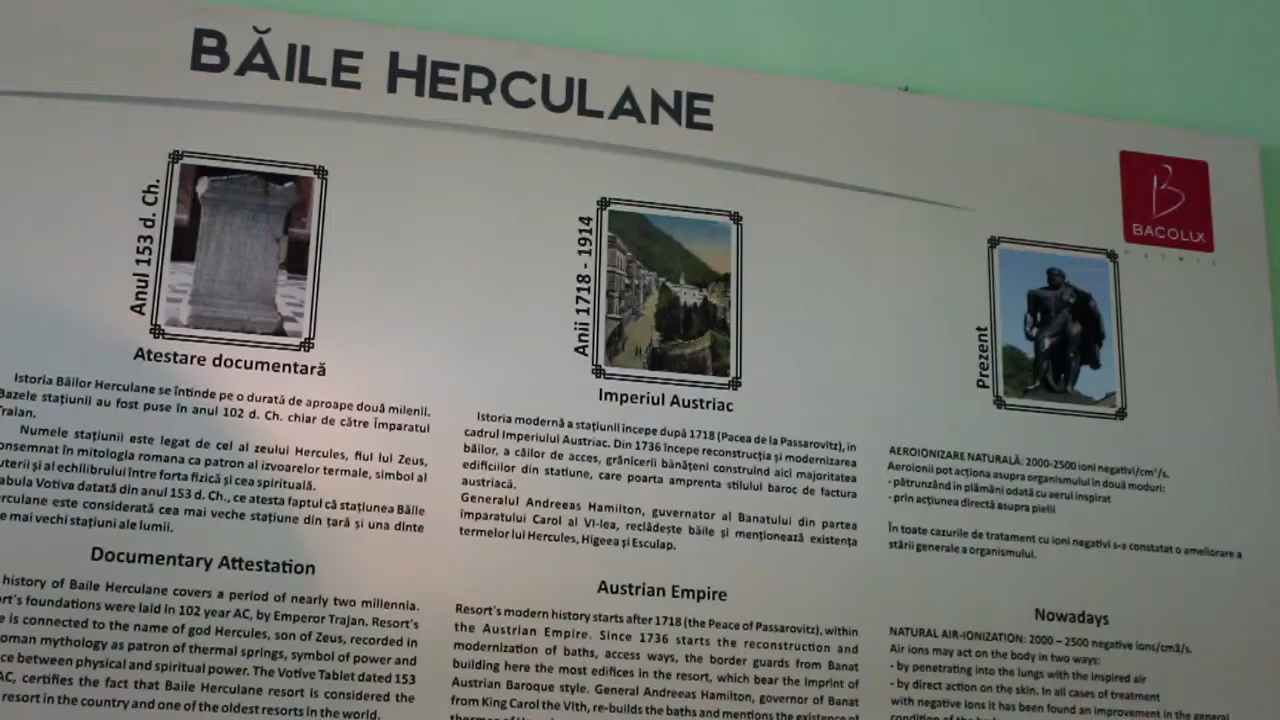 BĂILE HERCULANE
BACOLUX
Anul 153 d. Ch.
Atestare documentară
Istoria Băilor Herculane se întinde pe o durată de aproape două milenii.
Bazele stațiunii au fost puse în anul 102 d. Ch. chiar de către Împaratul
Traian.
Numele stațiunii este legat de cel al zeului Hercules, fiul lui Zeus,
onsemnat în mitologia romana ca patron al izvoarelor termale, simbol al
uterii și al echilibrului între forta fizică și cea spirituală.
abula Votiva datată din anul 153 d. Ch., ce atesta faptul că stațiunea Băile
erculane este considerată cea mai veche stațiune din țară și una dinte
e mai vechi stațiuni ale lumii.
Documentary Attestation
history of Baile Herculane covers a period of nearly two millennia.
ort's foundations were laid in 102 year AC, by Emperor Trajan. Resort's
e is connected to the name of god Hercules, son of Zeus, recorded in
oman mythology as patron of thermal springs, symbol of power and
ce between physical and spiritual power. The Votive Tablet dated 153
AC, certifies the fact that Baile Herculane resort is considered the
resort in the country and one of the oldest resorts in the world.
Anii 1718 - 1914
Imperiul Austriac
Istoria modernă a stațiunii începe după 1718 (Pacea de la Passarovitz), in
cadrul Imperiului Austriac. Din 1736 începe reconstrucția și modernizarea
băilor, a căilor de acces, grănicerii bănățeni construind aici majoritatea
edificiilor din statiune, care poarta amprenta stilului baroc de factura
austriacă.
Generalul Andreeas Hamilton, guvernator al Banatului din partea
împaratului Carol al VI-lea, reclădește băile și menționează existența
termelor lui Hercules, Higeea și Esculap.
Austrian Empire
Resort's modern history starts after 1718 (the Peace of Passarovitz), within
the Austrian Empire. Since 1736 starts the reconstruction and
modernization of baths, access ways, the border guards from Banat
building here the most edifices in the resort, which bear the imprint of
Austrian Baroque style. General Andreeas Hamilton, governor of Banat
from King Carol the VIth, re-builds the baths and mentions the existence of
Prezent
AEROIONIZARE NATURALĂ: 2000-2500 ioni negativi/cm³/s.
Aeroionii pot acționa asupra organismului în două moduri:
- pătrunzând în plămâni odată cu aerul inspirat
- prin acțiunea directă asupra pielii
În toate cazurile de tratament cu ioni negativi s-a constatat o ameliorare a
stării generale a organismului.
Nowadays
NATURAL AIR-IONIZATION: 2000 – 2500 negative ions/cm3/s.
Air ions may act on the body in two ways:
- by penetrating into the lungs with the inspired air
- by direct action on the skin. In all cases of treatment
with negative ions it has been found an improvement in the general